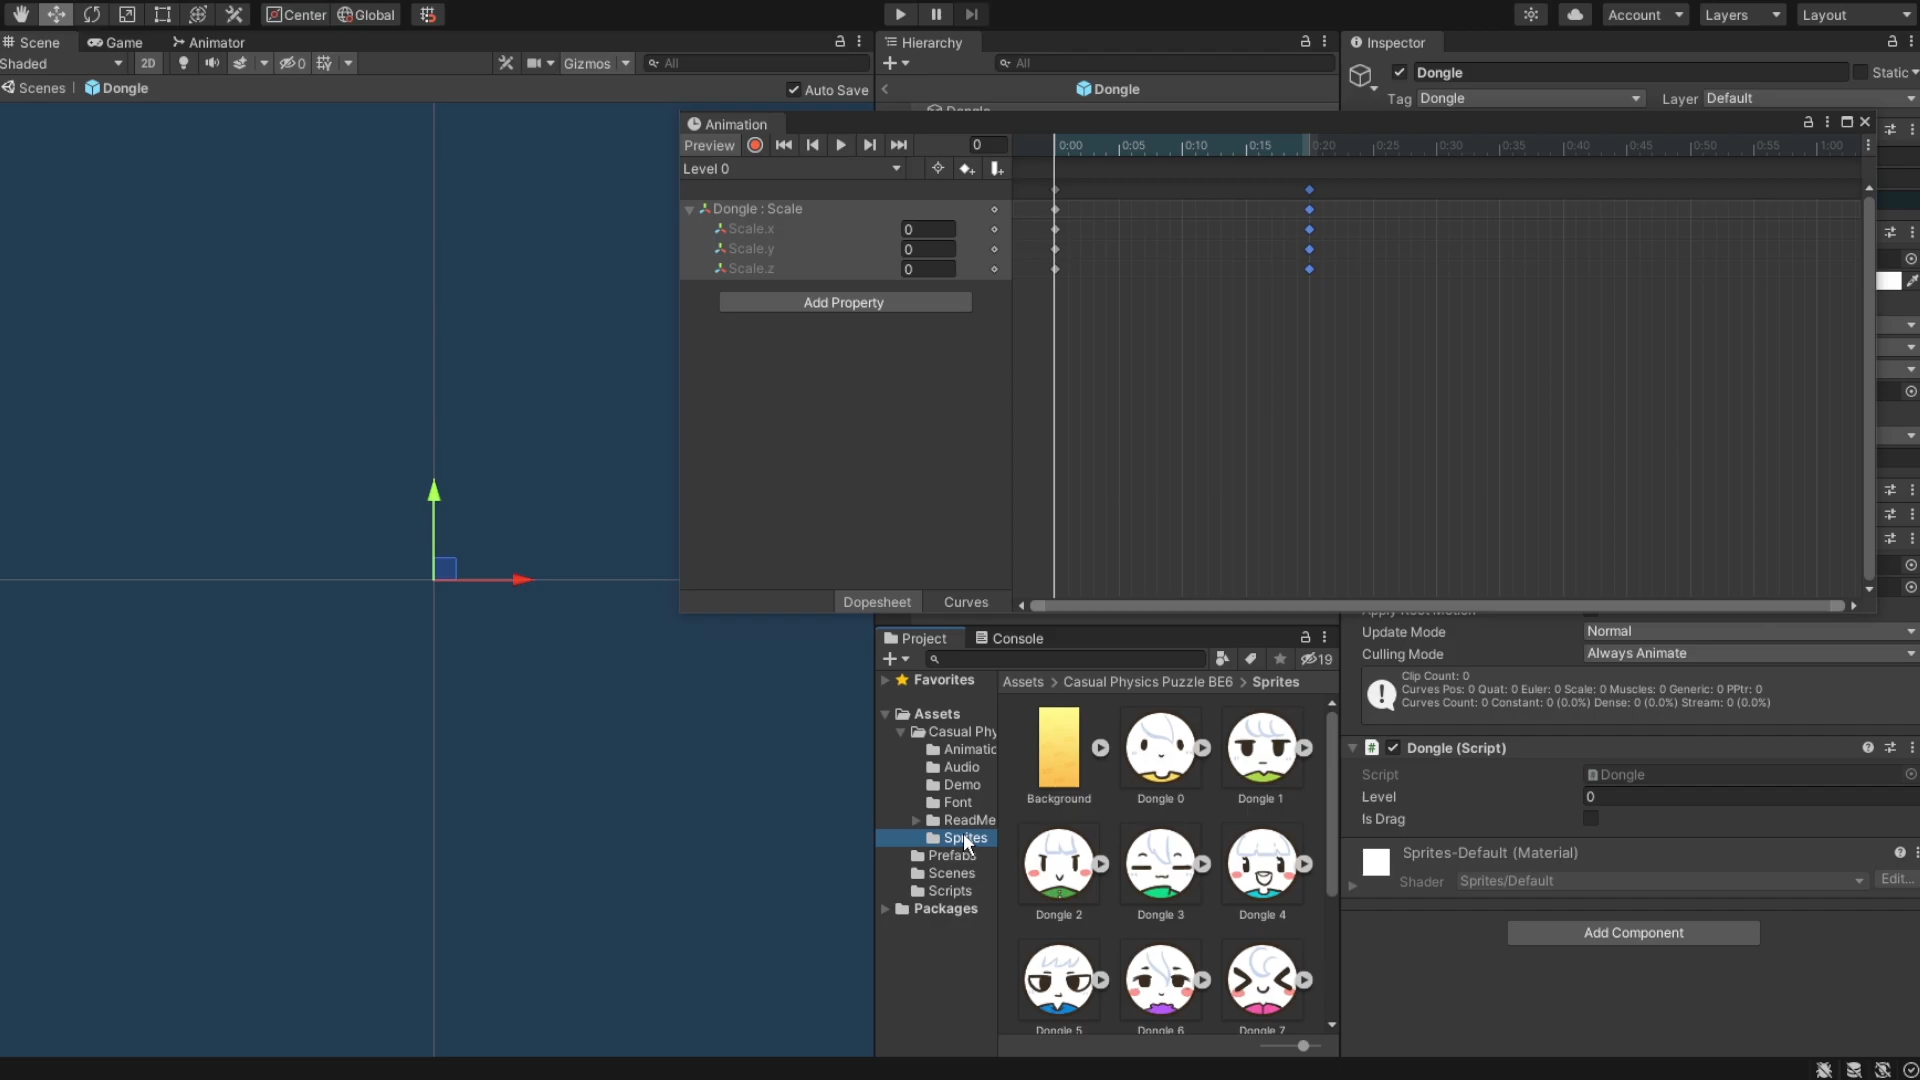 Center
Global
Account
Layers
Layout
Scene
Game
Animator
Hierarchy
Inspector
Shaded
2D
0
Gizmos
All
All
Dongle
Static
Scenes
Dongle
Auto Save
Dongle
Tag
Dongle
Layer
Default
Animation
Preview
0
0:00
0:05
0:10
0:15
0:20
0:25
0:30
0:35
0:40
0:45
0:50
0:55
1:00
Level 0
Dongle : Scale
Scale.x
0
Scale.y
0
Scale.z
0
Add Property
Dopesheet
Curves
Project
Console
19
Favorites
Assets > Casual Physics Puzzle BE6 > Sprites
Assets
Casual Phy
Animatic
Audio
Demo
Font
ReadMe
Sprites
Prefabs
Scenes
Scripts
Packages
Background
Dongle 0
Dongle 1
Dongle 2
Dongle 3
Dongle 4
Dongle 5
Dongle 6
Dongle 7
Update Mode
Normal
Culling Mode
Always Animate
Clip Count: 0
Curves Pos: 0 Quat: 0 Euler: 0 Scale: 0 Muscles: 0 Generic: 0 PPtr: 0
Curves Count: 0 Constant: 0 (0.0%) Dense: 0 (0.0%) Stream: 0 (0.0%)
Dongle (Script)
Script
Dongle
Level
0
Is Drag
Sprites-Default (Material)
Shader
Sprites/Default
Edit...
Add Component